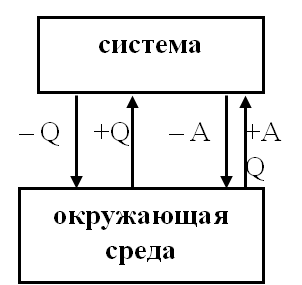 система
– Q +Q – A +A
Q
окружающая
среда